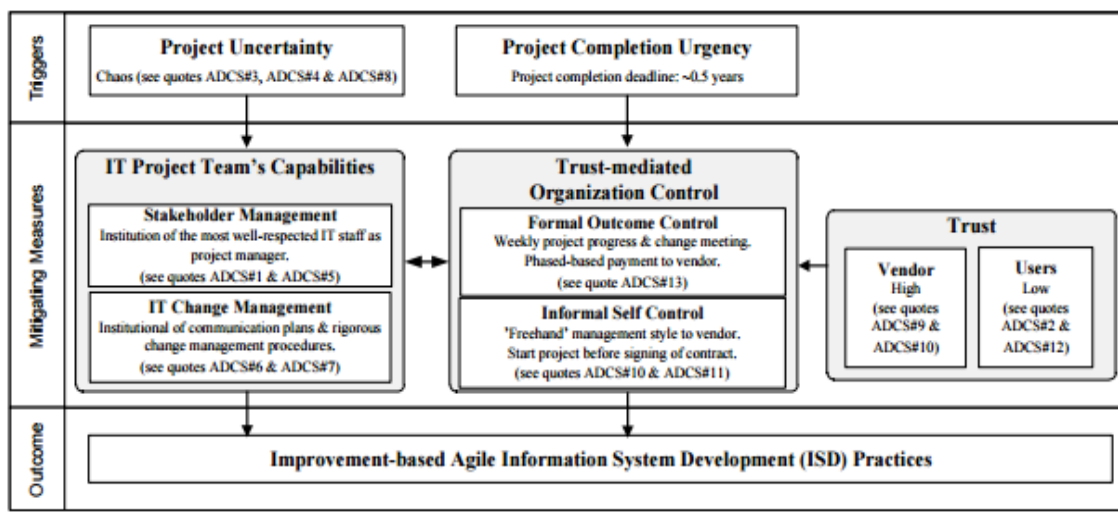 Triggers
Project Uncertainty
Chaos (see quotes ADCS#3, ADCS#4 & ADCS#8)
Project Completion Urgency
Project completion deadline: ~0.5 years
Mitigating Measures
IT Project Team's Capabilities
Stakeholder Management
Institution of the most well-respected IT staff as
project manager.
(see quotes ADCS#1 & ADCS#5)
IT Change Management
Institutional of communication plans & rigorous
change management procedures.
(see quotes ADCS#6 & ADCS#7)
Trust-mediated
Organization Control
Formal Outcome Control
Weekly project progress & change meeting.
Phased-based payment to vendor.
(see quote ADCS#13)
Informal Self Control
'Freehand' management style to vendor.
Start project before signing of contract.
(see quotes ADCS#10 & ADCS#11)
Trust
Vendor
High
(see quotes
ADCS#9 &
ADCS#10)
Users
Low
(see quotes
ADCS#2 &
ADCS#12)
Outcome
Improvement-based Agile Information System Development (ISD) Practices